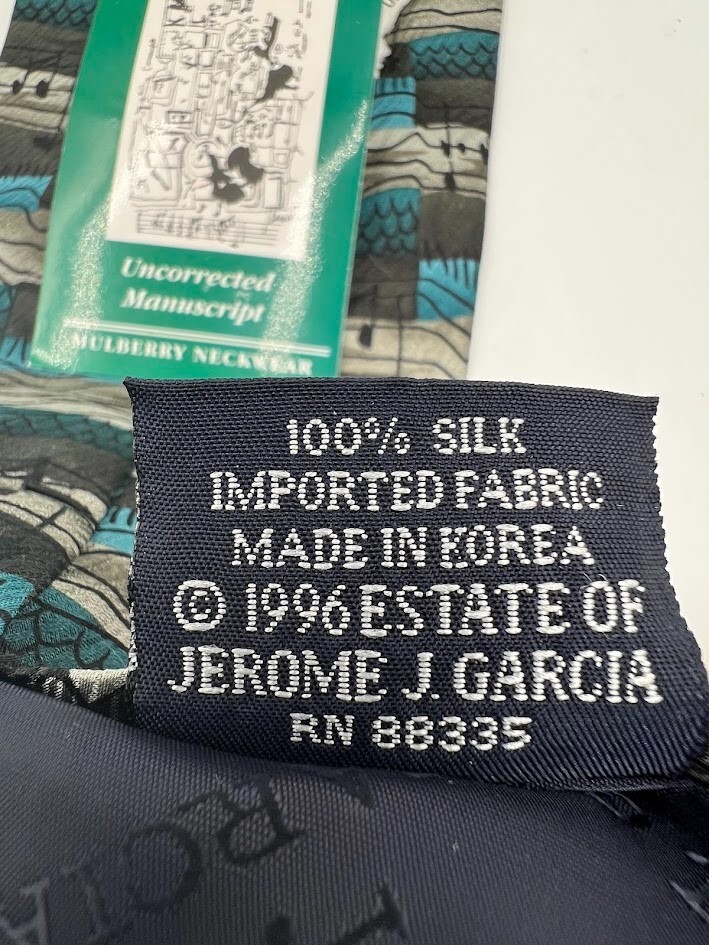 Uncorrected
Manuscript
MULBERRY NECKWEAR
100% SILK
IMPORTED FABRIC
MADE IN KOREA
© 1996 ESTATE OF
JEROME J. GARCIA
RN 88335